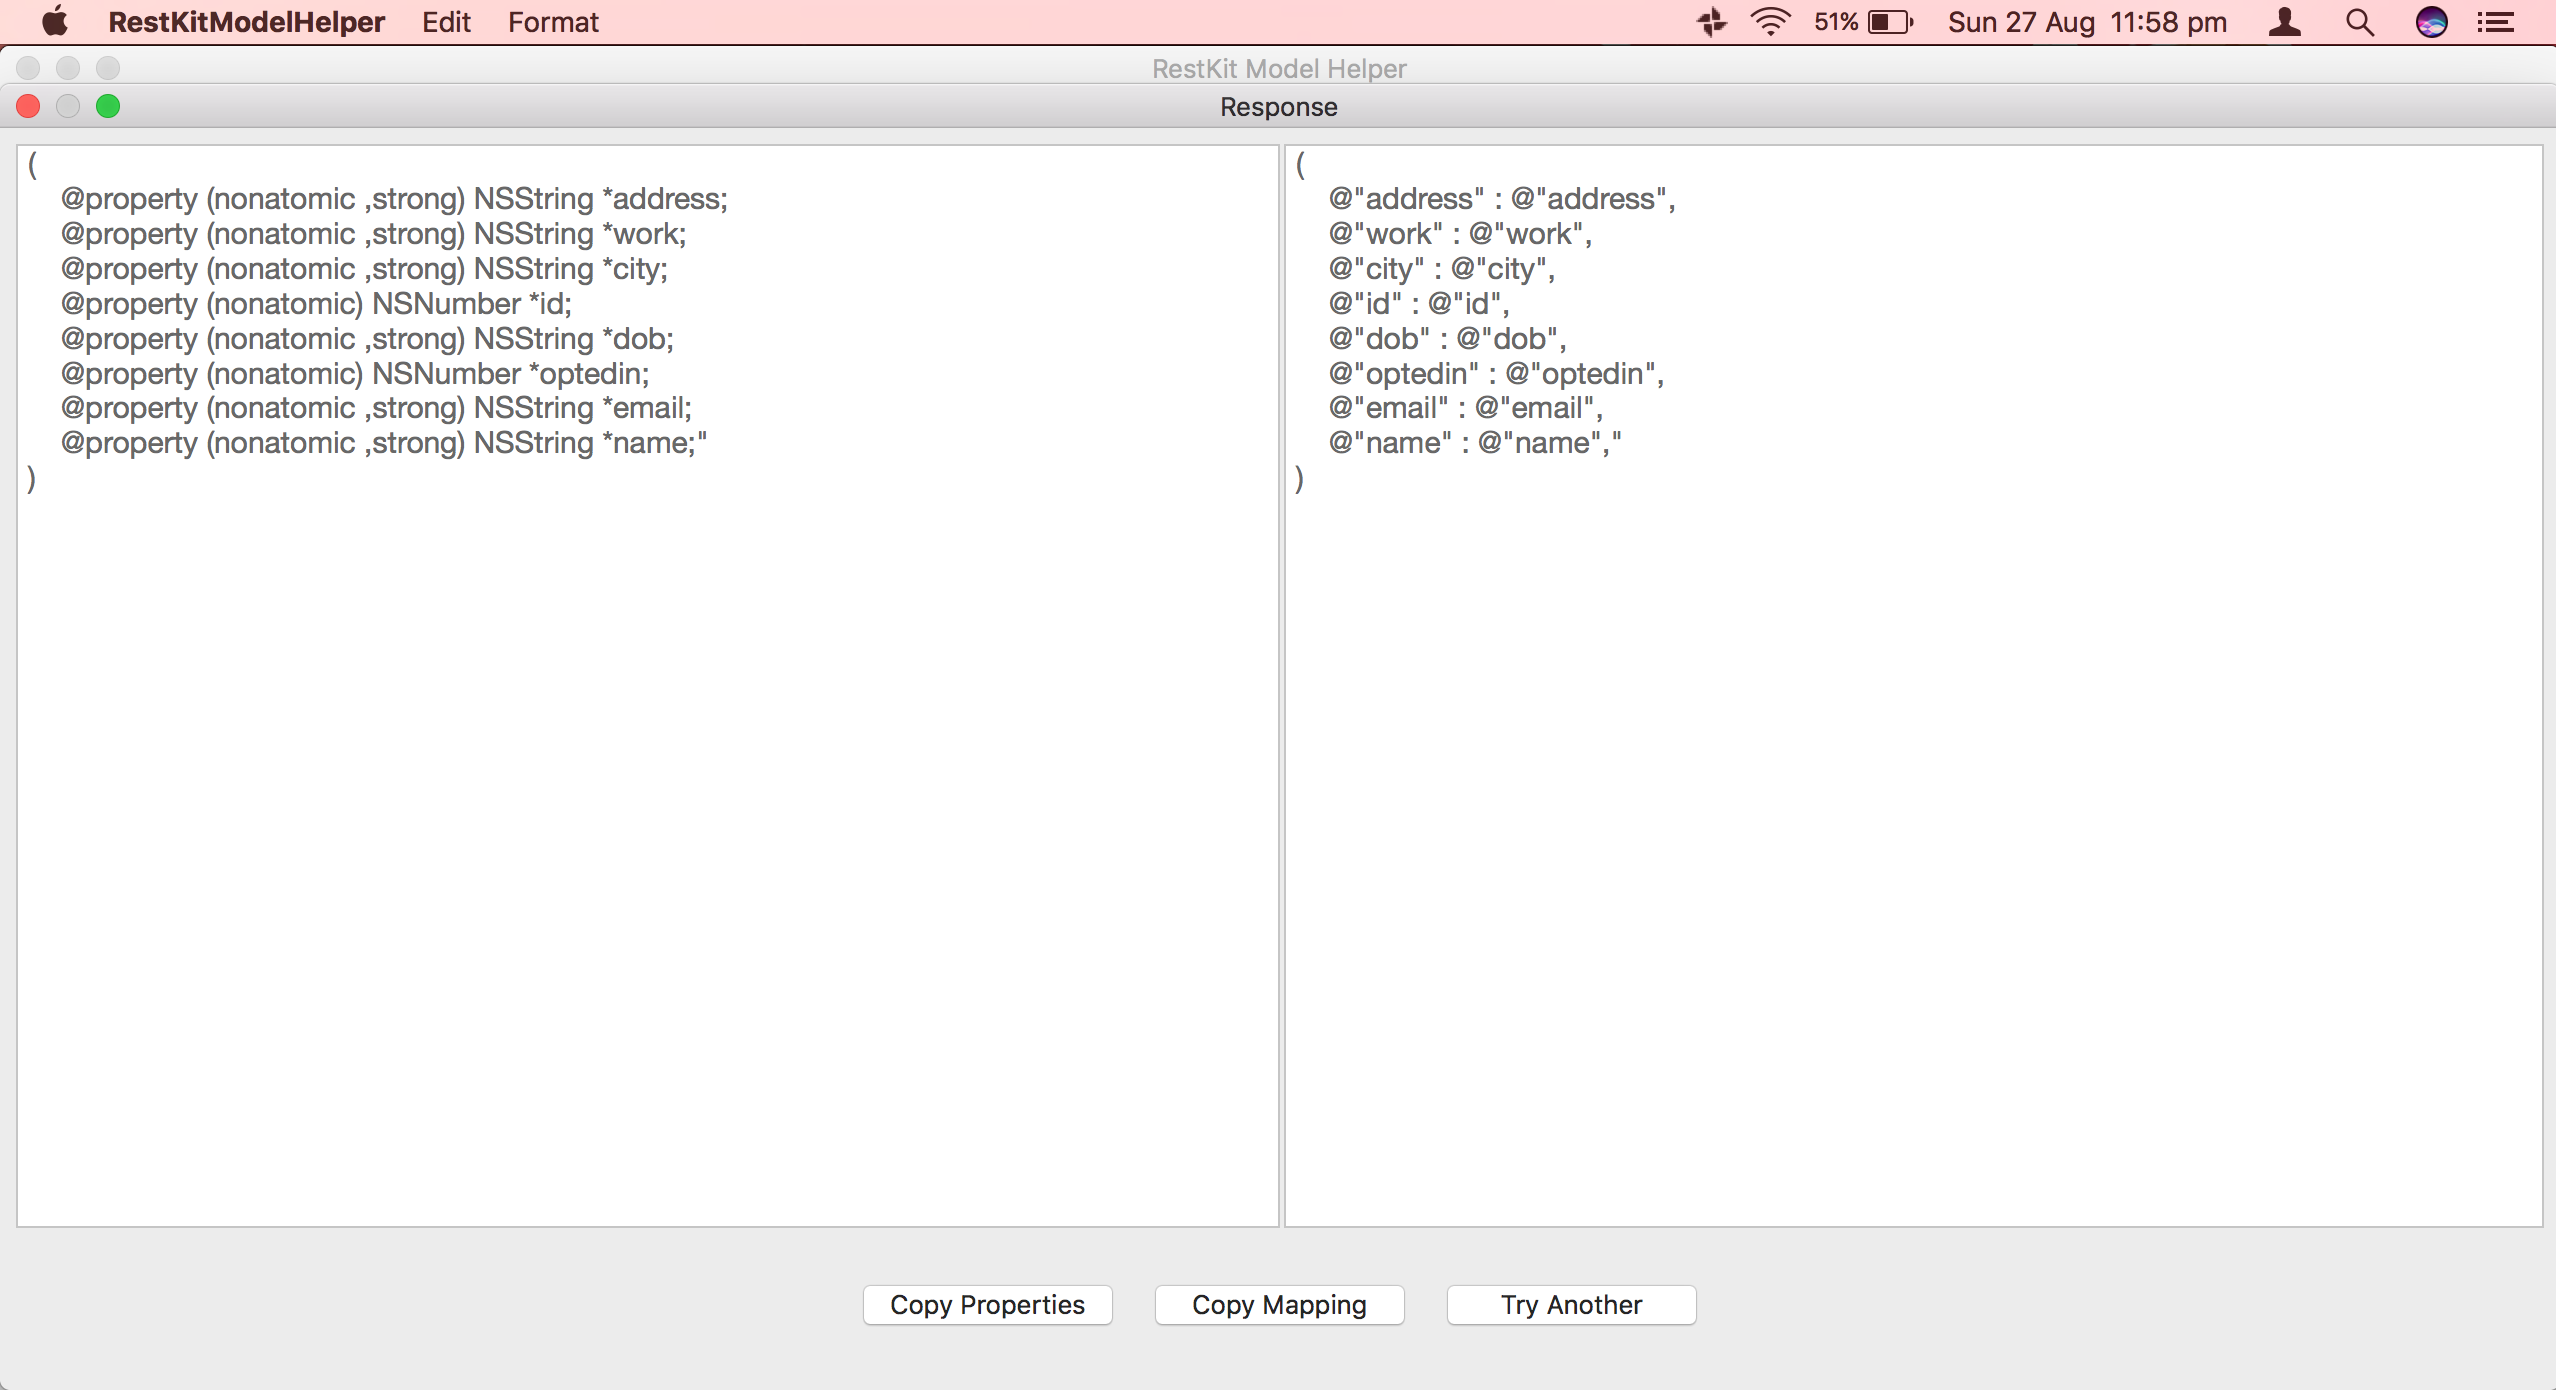 RestKitModelHelper Edit Format 51% Sun 27 Aug 11:58 pm
RestKit Model Helper
Response
(
@property (nonatomic ,strong) NSString *address;
@property (nonatomic ,strong) NSString *work;
@property (nonatomic ,strong) NSString *city;
@property (nonatomic) NSNumber *id;
@property (nonatomic ,strong) NSString *dob;
@property (nonatomic) NSNumber *optedin;
@property (nonatomic ,strong) NSString *email;
@property (nonatomic ,strong) NSString *name;"
)
(
@"address" : @"address",
@"work" : @"work",
@"city" : @"city",
@"id" : @"id",
@"dob" : @"dob",
@"optedin" : @"optedin",
@"email" : @"email",
@"name" : @"name","
)
Copy Properties Copy Mapping Try Another